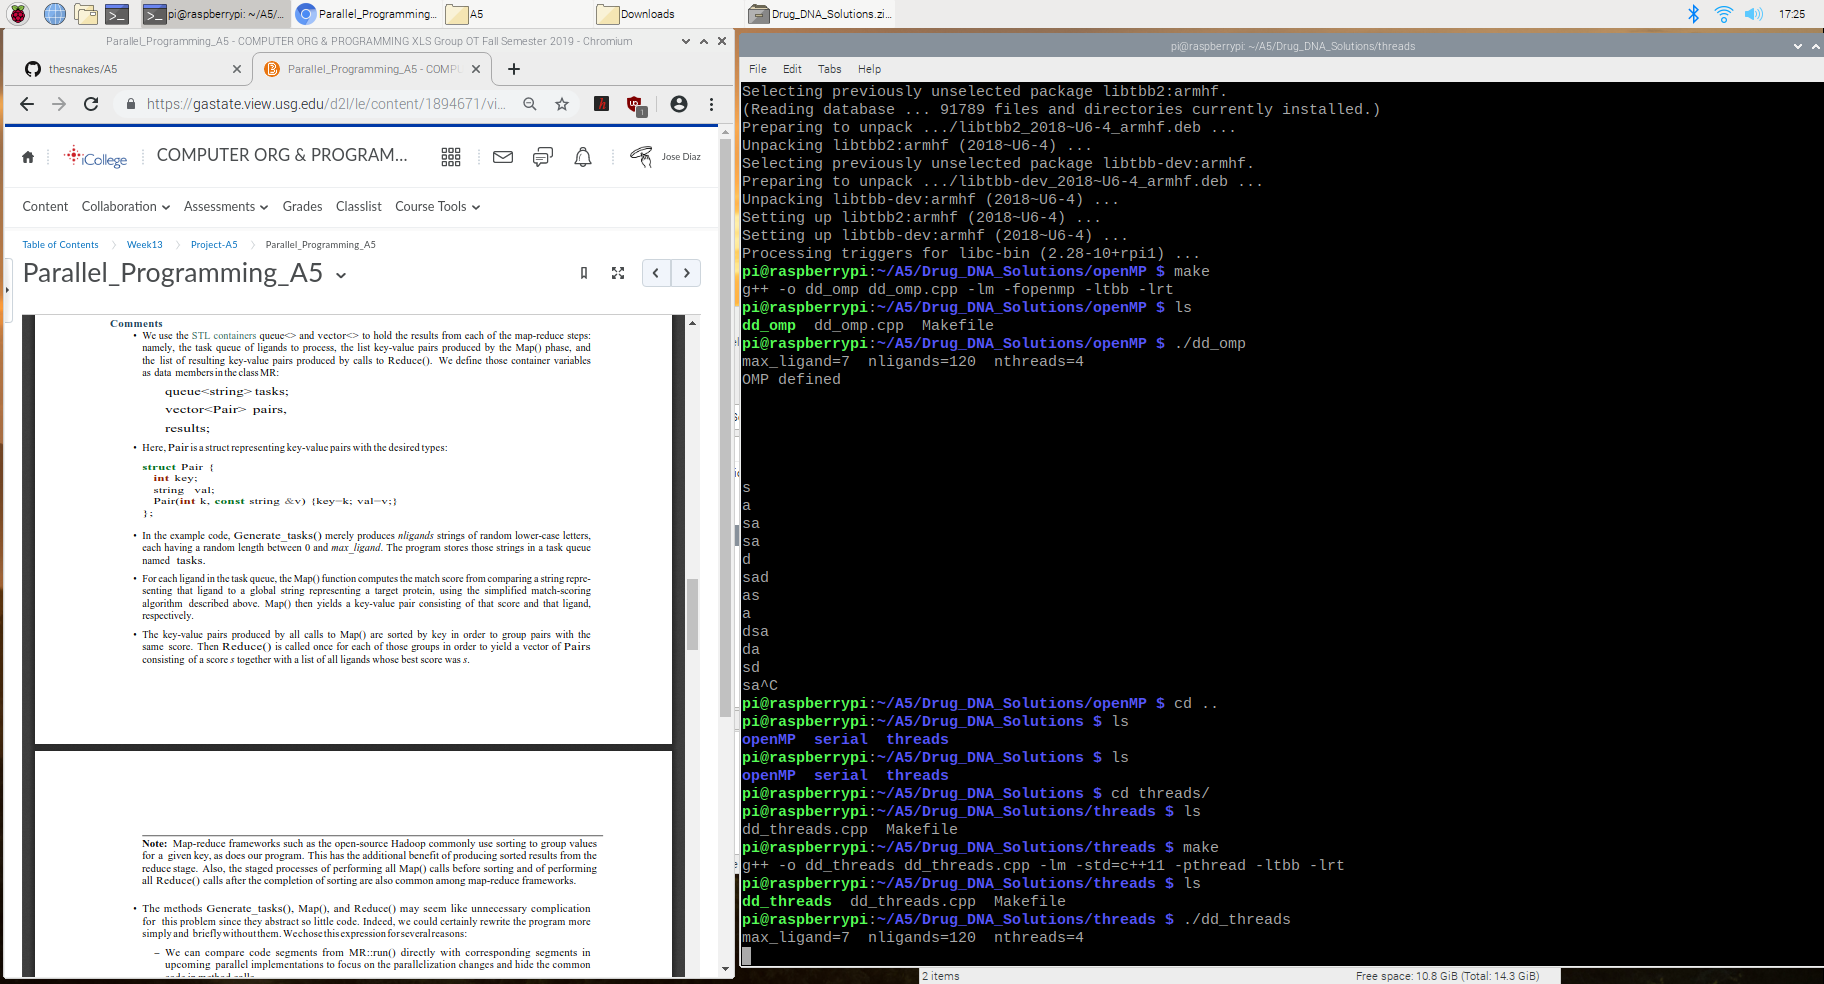 pi@raspberrypi: ~/A5/...
Parallel_Programming...
A5
Downloads
Drug_DNA_Solutions.zi...
17:25
Parallel_Programming_A5 - COMPUTER ORG & PROGRAMMING XLS Group OT Fall Semester 2019 - Chromium
thesnakes/A5
Parallel_Programming_A5 - COMPU
https://gastate.view.usg.edu/d2l/le/content/1894671/vi...
iCollege
COMPUTER ORG & PROGRAM...
Jose Diaz
Content
Collaboration
Assessments
Grades
Classlist
Course Tools
Table of Contents
Week13
Project-A5
Parallel_Programming_A5
Parallel_Programming_A5
Comments
• We use the STL containers queue<> and vector<> to hold the results from each of the map-reduce steps:
namely, the task queue of ligands to process, the list key-value pairs produced by the Map() phase, and
the list of resulting key-value pairs produced by calls to Reduce(). We define those container variables
as data members in the class MR:
queue<string> tasks;
vector<Pair> pairs,
results;
• Here, Pair is a struct representing key-value pairs with the desired types:
struct Pair {
int key;
string val;
Pair(int k, const string &v) {key=k; val=v;}
};
• In the example code, Generate_tasks() merely produces nligands strings of random lower-case letters,
each having a random length between 0 and max_ligand. The program stores those strings in a task queue
named tasks.
• For each ligand in the task queue, the Map() function computes the match score from comparing a string repre-
senting that ligand to a global string representing a target protein, using the simplified match-scoring
algorithm described above. Map() then yields a key-value pair consisting of that score and that ligand,
respectively.
• The key-value pairs produced by all calls to Map() are sorted by key in order to group pairs with the
same score. Then Reduce() is called once for each of those groups in order to yield a vector of Pairs
consisting of a score s together with a list of all ligands whose best score was s.
Note: Map-reduce frameworks such as the open-source Hadoop commonly use sorting to group values
for a given key, as does our program. This has the additional benefit of producing sorted results from the
reduce stage. Also, the staged processes of performing all Map() calls before sorting and of performing
all Reduce() calls after the completion of sorting are also common among map-reduce frameworks.
• The methods Generate_tasks(), Map(), and Reduce() may seem like unnecessary complication
for this problem since they abstract so little code. Indeed, we could certainly rewrite the program more
simply and briefly without them. We chose this expression for several reasons:
– We can compare code segments from MR::run() directly with corresponding segments in
upcoming parallel implementations to focus on the parallelization changes and hide the common
pi@raspberrypi: ~/A5/Drug_DNA_Solutions/threads
File Edit Tabs Help
Selecting previously unselected package libtbb2:armhf.
(Reading database ... 91789 files and directories currently installed.)
Preparing to unpack .../libtbb2_2018~U6-4_armhf.deb ...
Unpacking libtbb2:armhf (2018~U6-4) ...
Selecting previously unselected package libtbb-dev:armhf.
Preparing to unpack .../libtbb-dev_2018~U6-4_armhf.deb ...
Unpacking libtbb-dev:armhf (2018~U6-4) ...
Setting up libtbb2:armhf (2018~U6-4) ...
Setting up libtbb-dev:armhf (2018~U6-4) ...
Processing triggers for libc-bin (2.28-10+rpi1) ...
pi@raspberrypi:~/A5/Drug_DNA_Solutions/openMP $ make
g++ -o dd_omp dd_omp.cpp -lm -fopenmp -ltbb -lrt
pi@raspberrypi:~/A5/Drug_DNA_Solutions/openMP $ ls
dd_omp dd_omp.cpp Makefile
pi@raspberrypi:~/A5/Drug_DNA_Solutions/openMP $ ./dd_omp
max_ligand=7 nligands=120 nthreads=4
OMP defined
s
a
sa
sa
d
sad
as
a
dsa
da
sd
sa^C
pi@raspberrypi:~/A5/Drug_DNA_Solutions/openMP $ cd ..
pi@raspberrypi:~/A5/Drug_DNA_Solutions $ ls
openMP serial threads
pi@raspberrypi:~/A5/Drug_DNA_Solutions $ ls
openMP serial threads
pi@raspberrypi:~/A5/Drug_DNA_Solutions $ cd threads/
pi@raspberrypi:~/A5/Drug_DNA_Solutions/threads $ ls
dd_threads.cpp Makefile
pi@raspberrypi:~/A5/Drug_DNA_Solutions/threads $ make
g++ -o dd_threads dd_threads.cpp -lm -std=c++11 -pthread -ltbb -lrt
pi@raspberrypi:~/A5/Drug_DNA_Solutions/threads $ ls
dd_threads dd_threads.cpp Makefile
pi@raspberrypi:~/A5/Drug_DNA_Solutions/threads $ ./dd_threads
max_ligand=7 nligands=120 nthreads=4
2 items
Free space: 10.8 GiB (Total: 14.3 GiB)